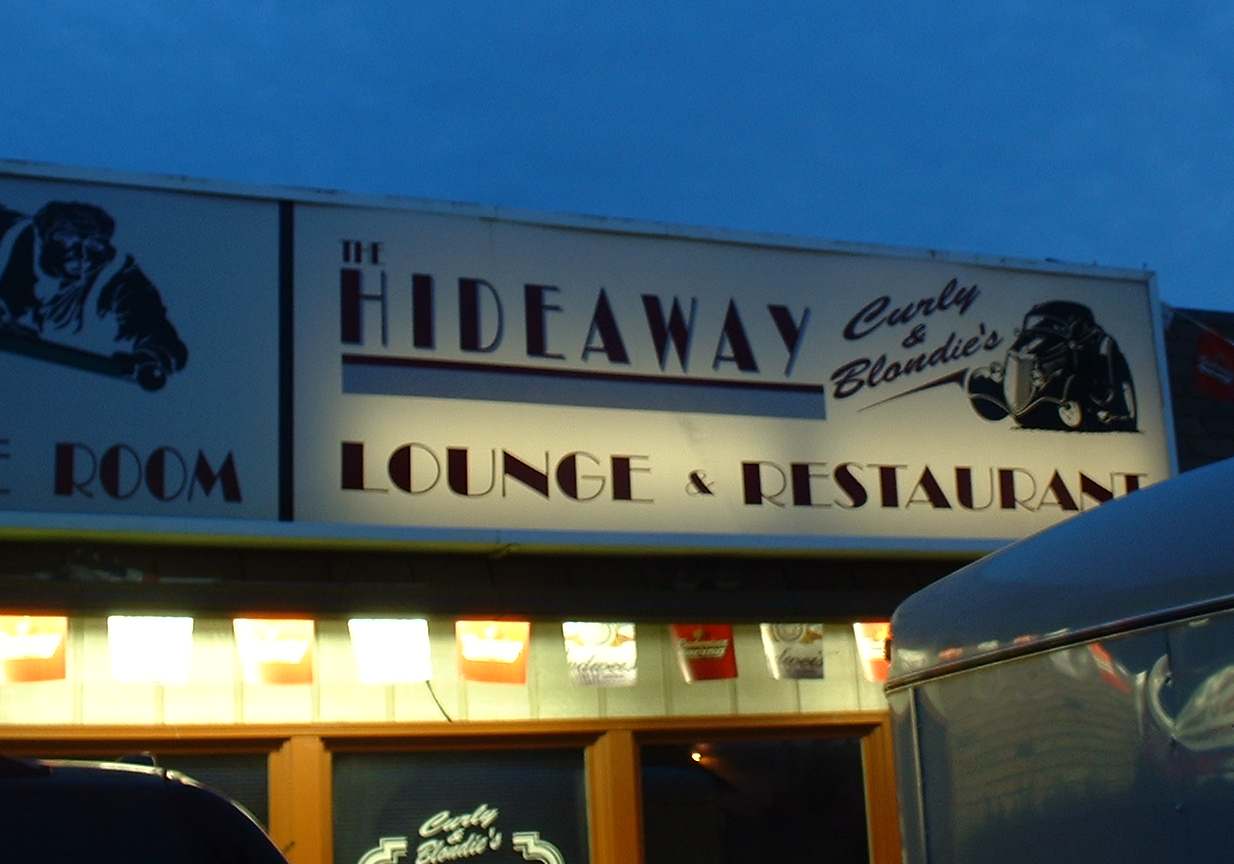 THE
HIDEAWAY
Curly
&
Blondie's
LOUNGE & RESTAURANT
ROOM
Curly
&
Blondie's